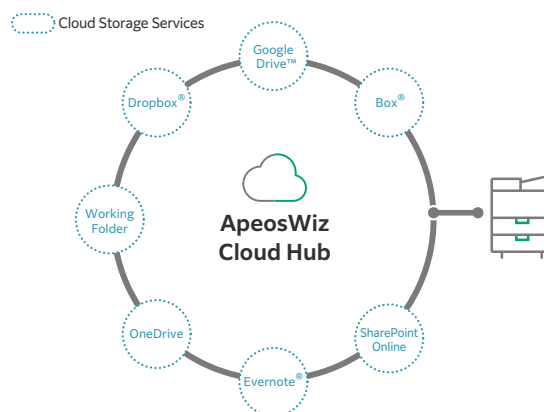 Cloud Storage Services
Google
Drive™
Dropbox®
Box®
ApeosWiz
Cloud Hub
Working
Folder
OneDrive
SharePoint
Online
Evernote®